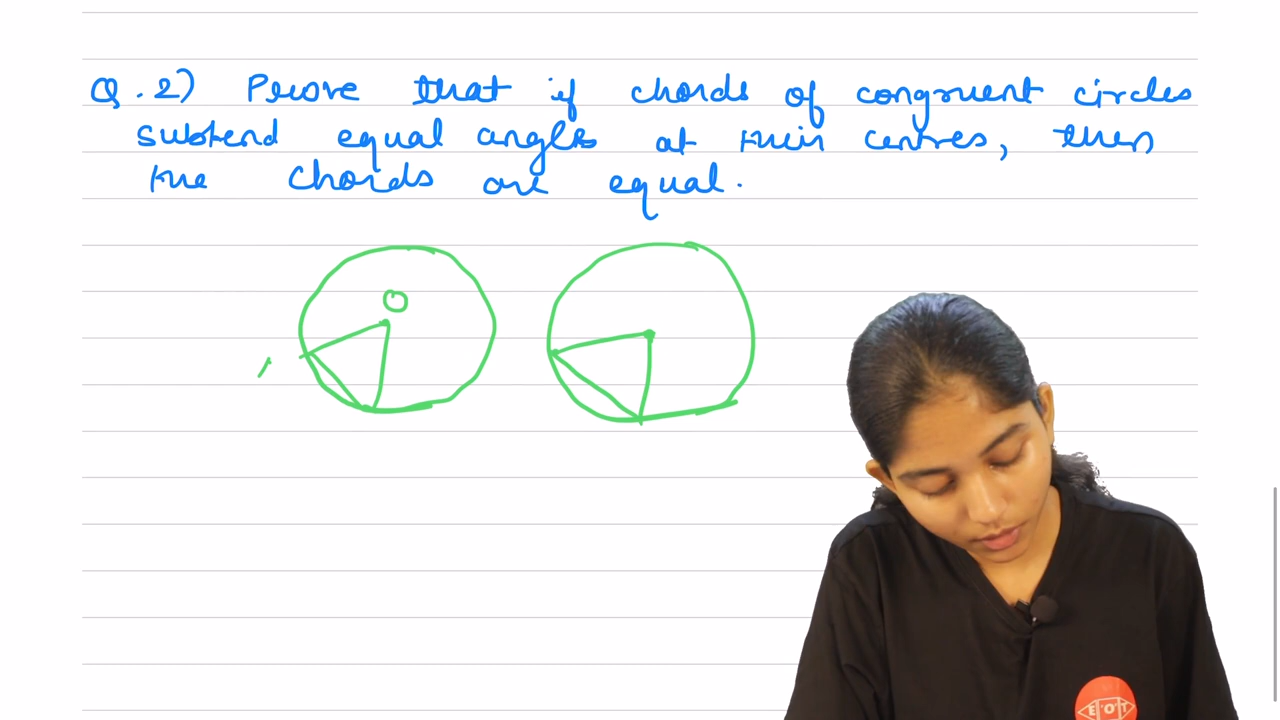 Q.2) Prove that if chords of congruent circles
subtend equal angles at their centres, then
the chords are equal.
O
E'O'T